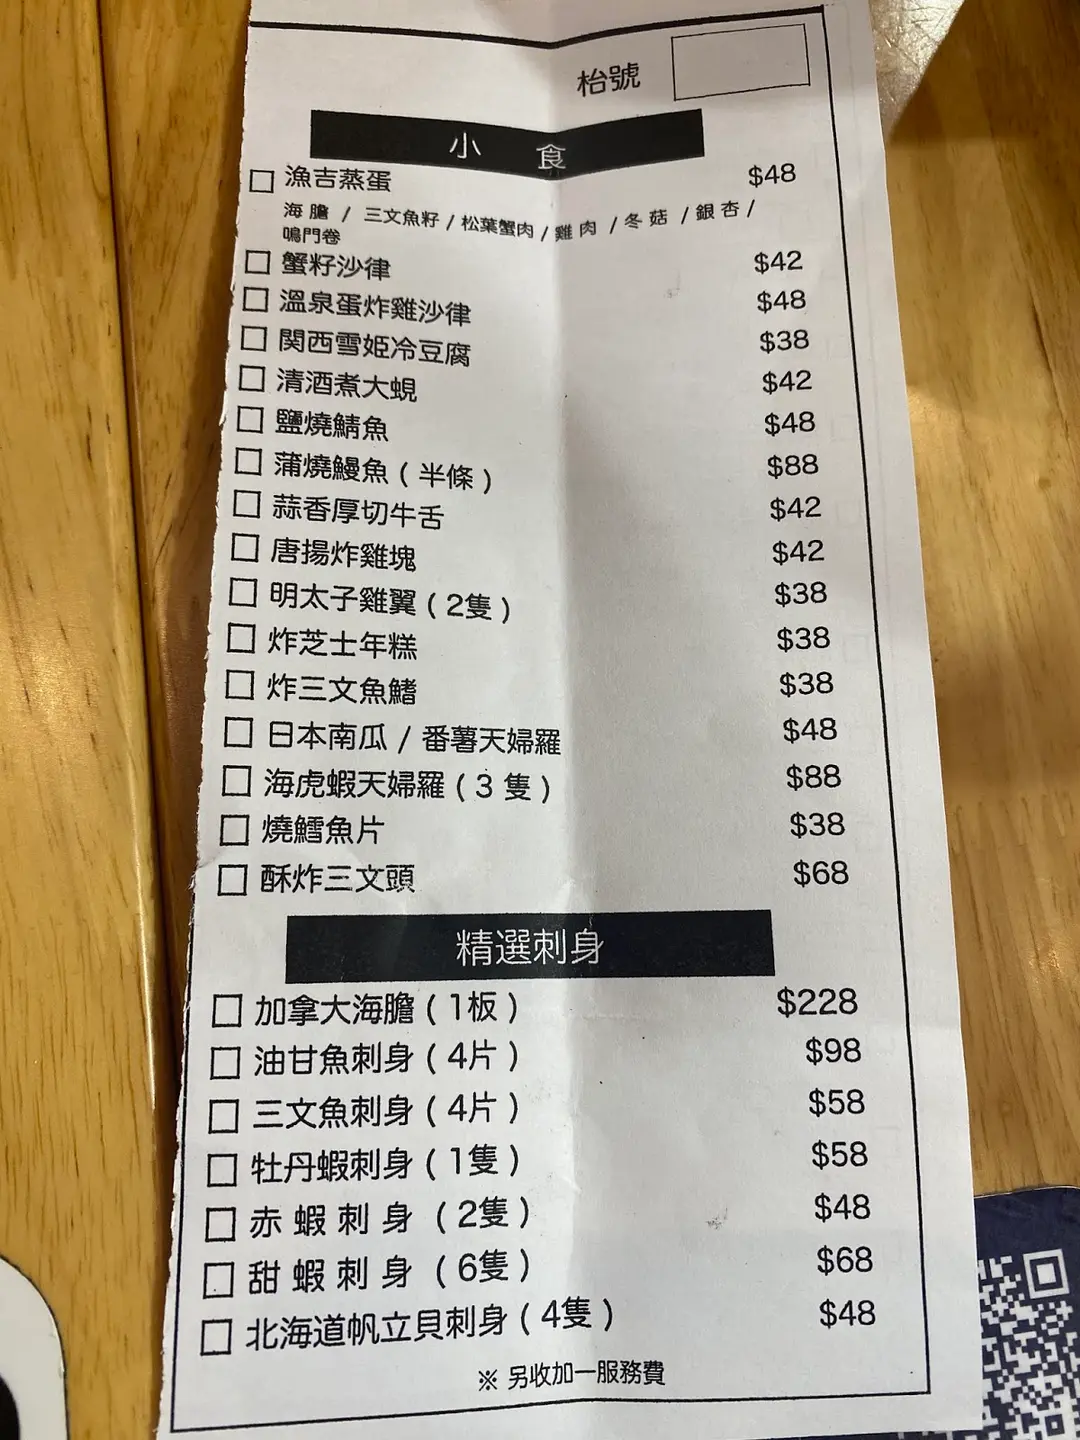 枱號
小食
□ 漁吉蒸蛋 $48
海膽 / 三文魚籽 / 松葉蟹肉 / 雞肉 / 冬菇 / 銀杏 /
鳴門卷
□ 蟹籽沙律 $42
□ 溫泉蛋炸雞沙律 $48
□ 関西雪姫冷豆腐 $38
□ 清酒煮大蜆 $42
□ 鹽燒鯖魚 $48
□ 蒲燒鰻魚 ( 半條 ) $88
□ 蒜香厚切牛舌 $42
□ 唐揚炸雞塊 $42
□ 明太子雞翼 ( 2隻 ) $38
□ 炸芝士年糕 $38
□ 炸三文魚鰭 $38
□ 日本南瓜 / 番薯天婦羅 $48
□ 海虎蝦天婦羅 ( 3 隻 ) $88
□ 燒鱈魚片 $38
□ 酥炸三文頭 $68
精選刺身
□ 加拿大海膽 ( 1板 ) $228
□ 油甘魚刺身 ( 4片 ) $98
□ 三文魚刺身 ( 4片 ) $58
□ 牡丹蝦刺身 ( 1隻 ) $58
□ 赤蝦刺身 ( 2隻 ) $48
□ 甜蝦刺身 ( 6隻 ) $68
□ 北海道帆立貝刺身 ( 4隻 ) $48
※ 另收加一服務費